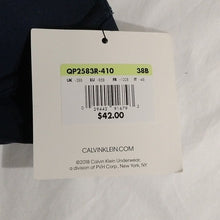 QP2583R-410 38B
$42.00
CALVINKLEIN.COM
©2018 Calvin Klein Underwear,
a division of PVH Corp., New York, NY